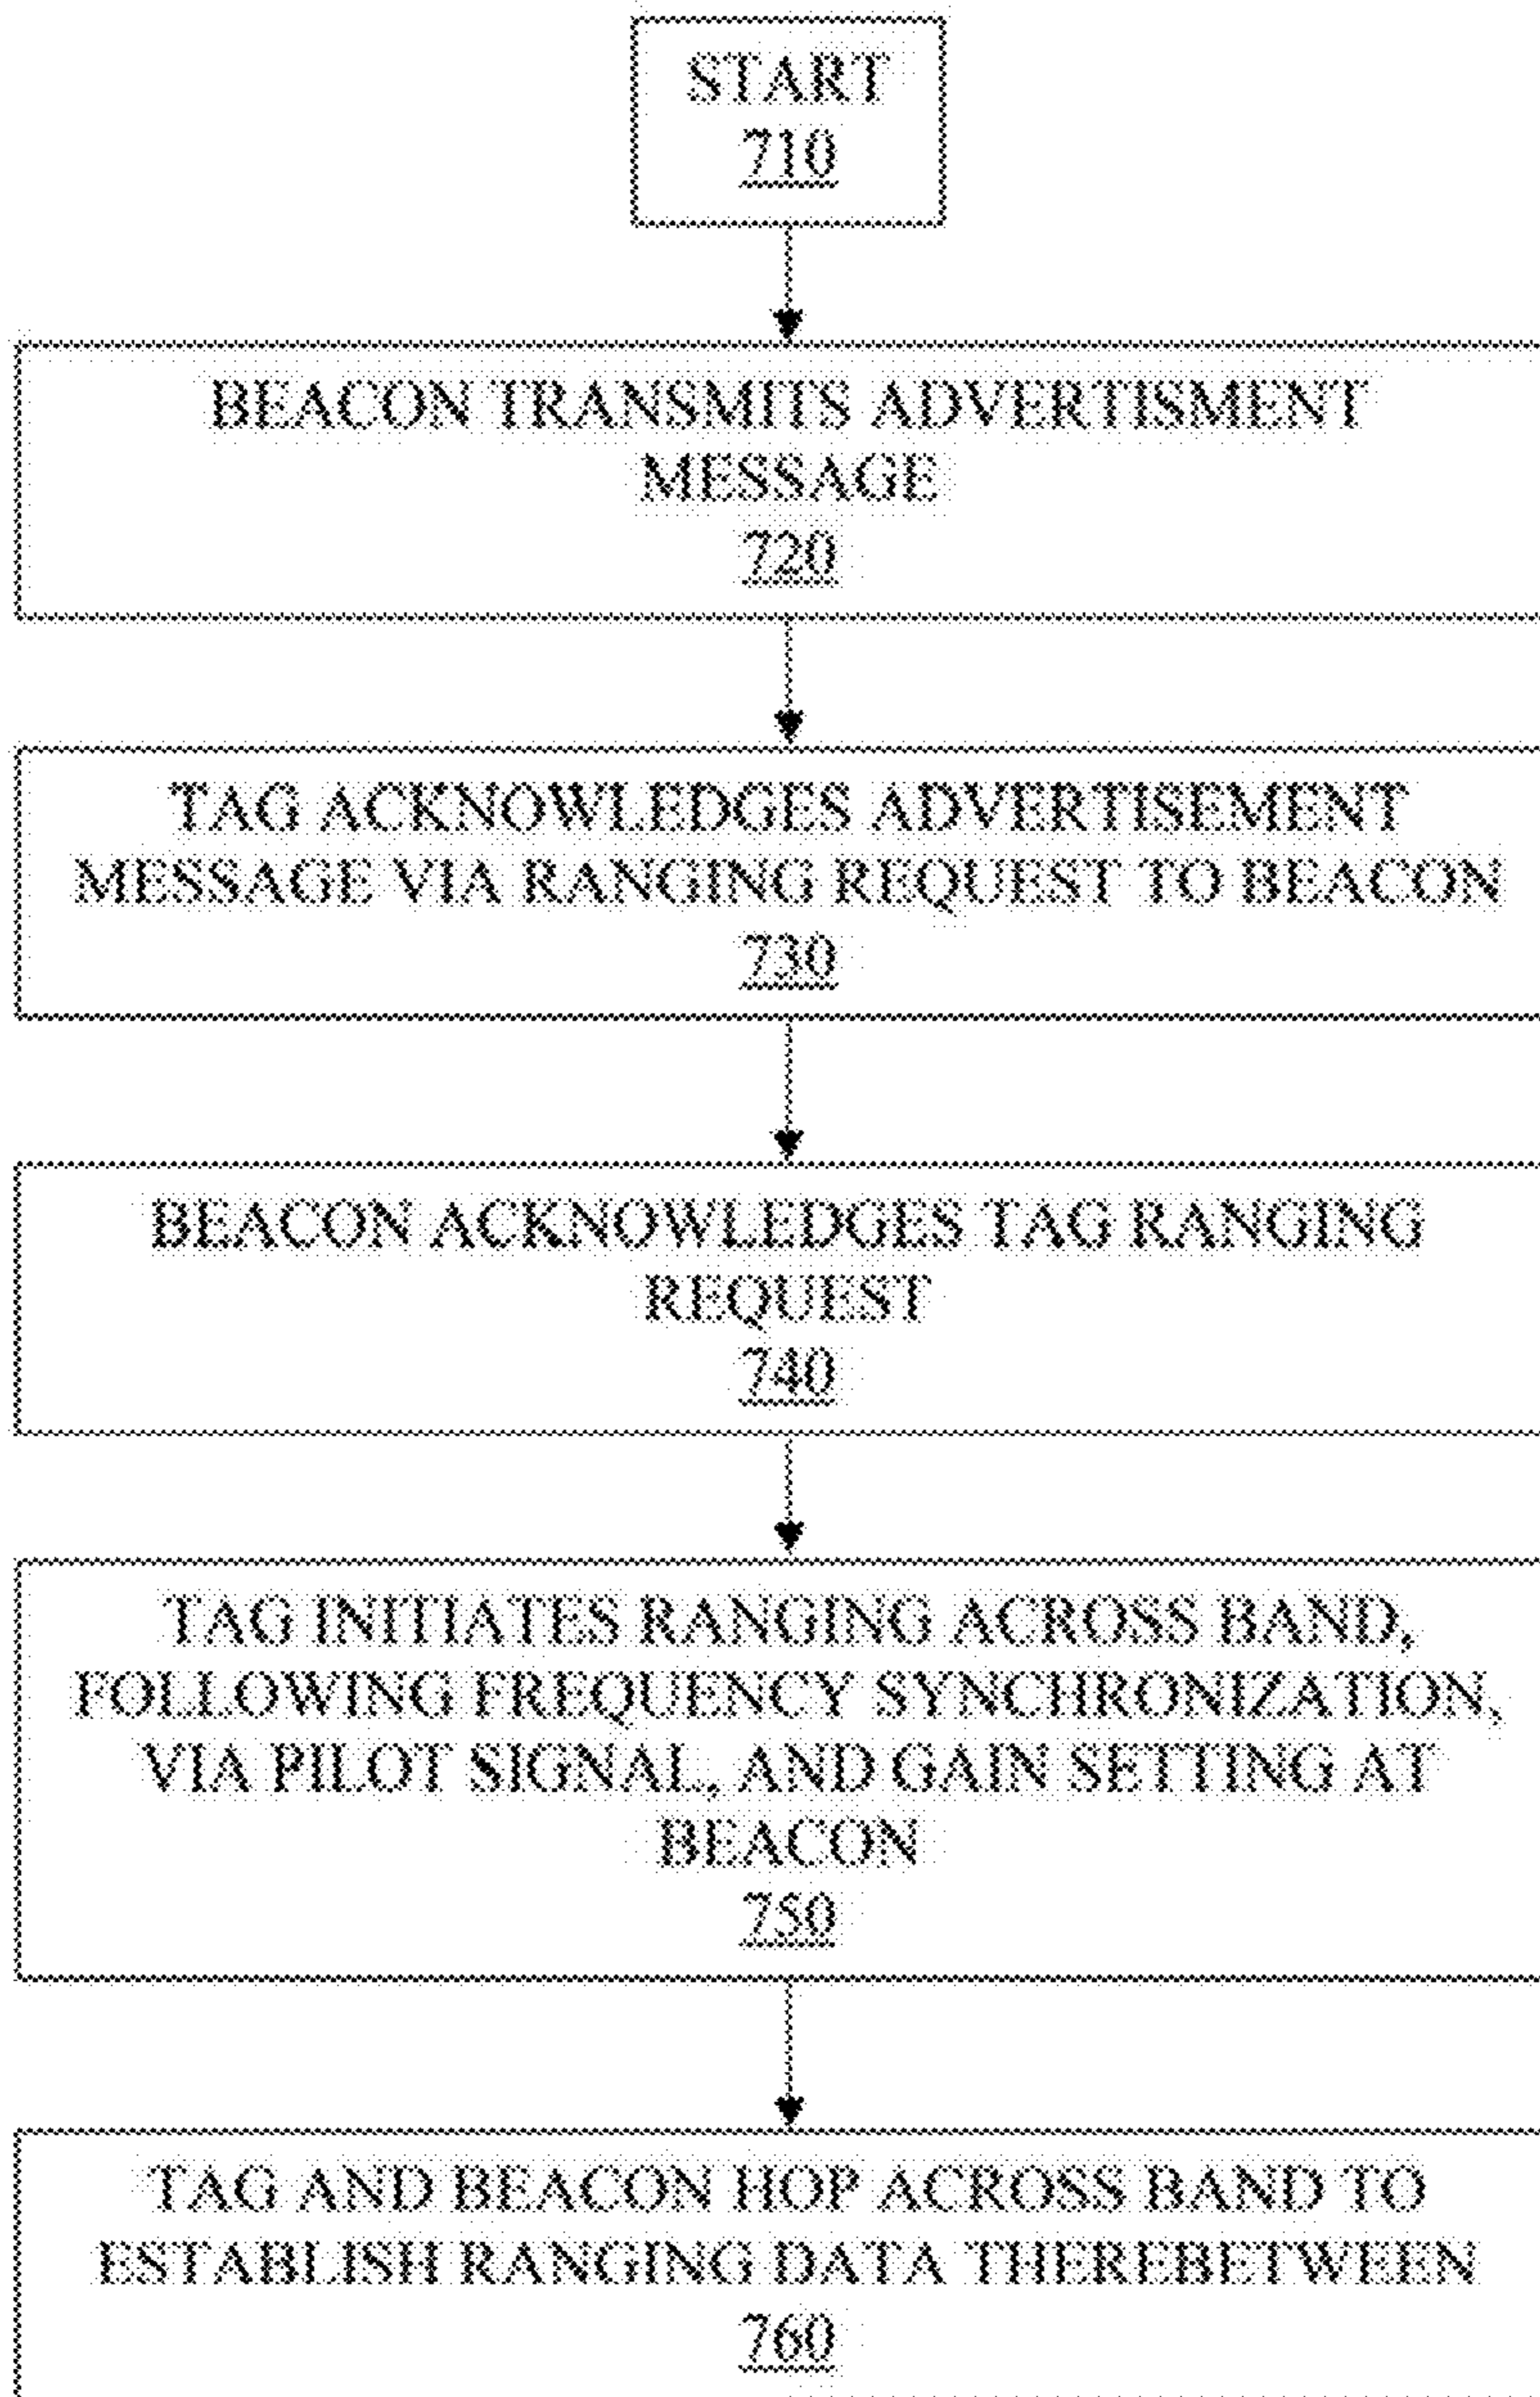 START
710
BEACON TRANSMITS ADVERTISMENT
MESSAGE
720
TAG ACKNOWLEDGES ADVERTISEMENT
MESSAGE VIA RANGING REQUEST TO BEACON
730
BEACON ACKNOWLEDGES TAG RANGING
REQUEST
740
TAG INITIATES RANGING ACROSS BAND,
FOLLOWING FREQUENCY SYNCHRONIZATION,
VIA PILOT SIGNAL, AND GAIN SETTING AT
BEACON
750
TAG AND BEACON HOP ACROSS BAND TO
ESTABLISH RANGING DATA THEREBETWEEN
760